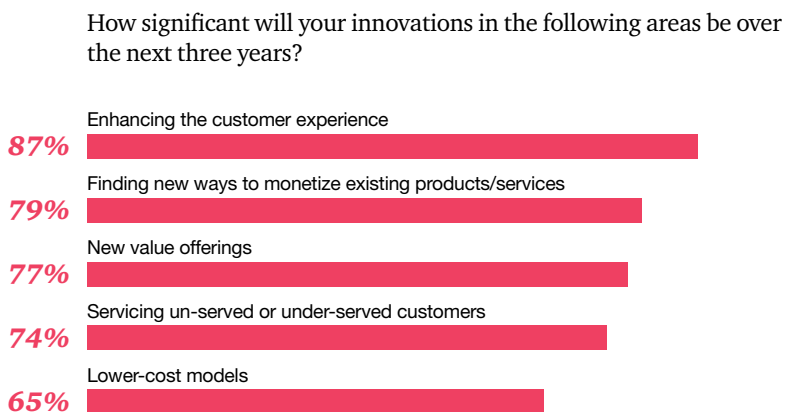 How significant will your innovations in the following areas be over
the next three years?
Enhancing the customer experience
87%
Finding new ways to monetize existing products/services
79%
New value offerings
77%
Servicing un-served or under-served customers
74%
Lower-cost models
65%